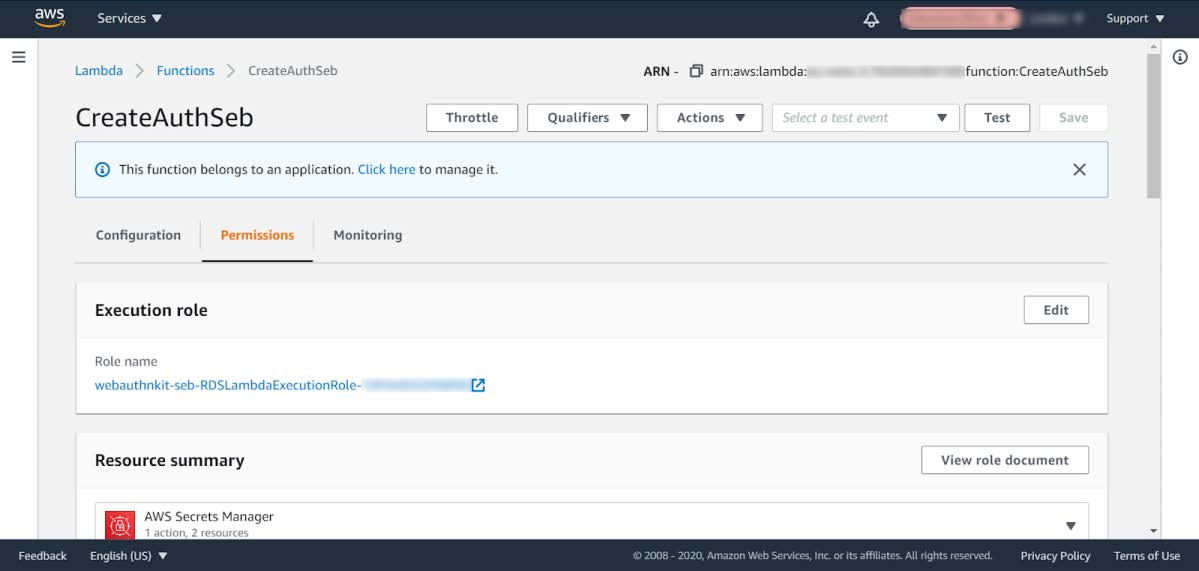 aws Services Support
Lambda Functions CreateAuthSeb ARN - arn:aws:lambda: function:CreateAuthSeb
CreateAuthSeb Throttle Qualifiers Actions Select a test event Test Save
This function belongs to an application. Click here to manage it.
Configuration Permissions Monitoring
Execution role Edit
Role name
webauthnkit-seb-RDSLambdaExecutionRole-
Resource summary View role document
AWS Secrets Manager
1 action, 2 resources
Feedback English (US) © 2008 - 2020, Amazon Web Services, Inc. or its affiliates. All rights reserved. Privacy Policy Terms of Use